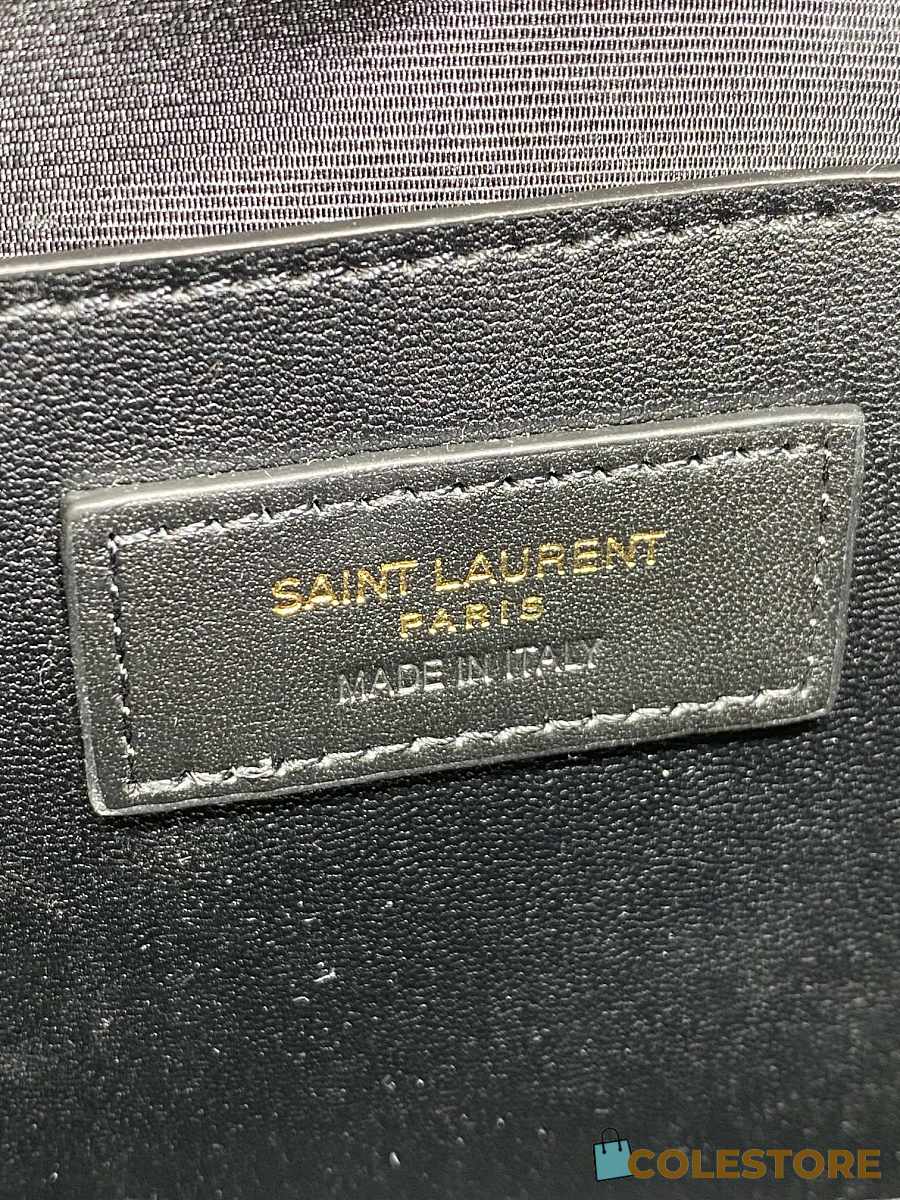 SAINT LAURENT
PARIS
MADE IN ITALY
COLESTORE